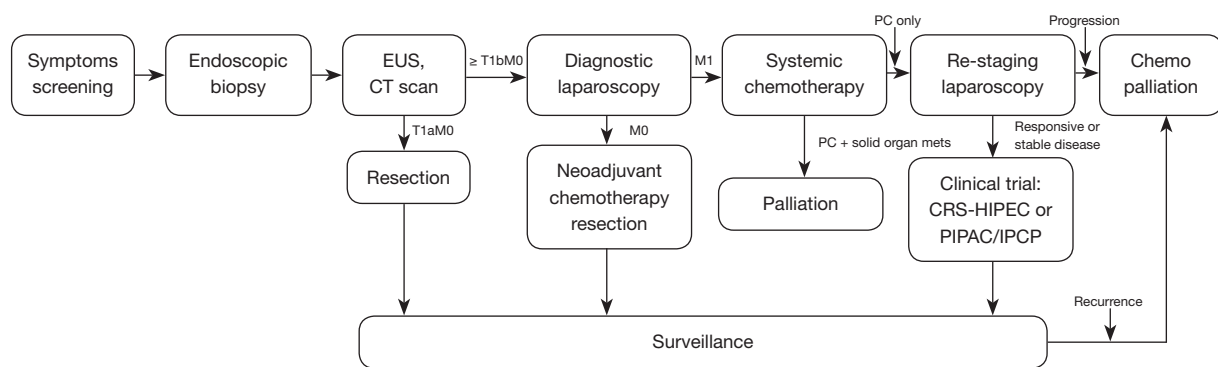 Symptoms
screening
Endoscopic
biopsy
EUS,
CT scan
≥ T1bM0
Diagnostic
laparoscopy
M1
Systemic
chemotherapy
PC only
Re-staging
laparoscopy
Progression
Chemo
palliation
T1aM0
Resection
M0
Neoadjuvant
chemotherapy
resection
PC + solid organ mets
Palliation
Responsive or
stable disease
Clinical trial:
CRS-HIPEC or
PIPAC/IPCP
Surveillance
Recurrence